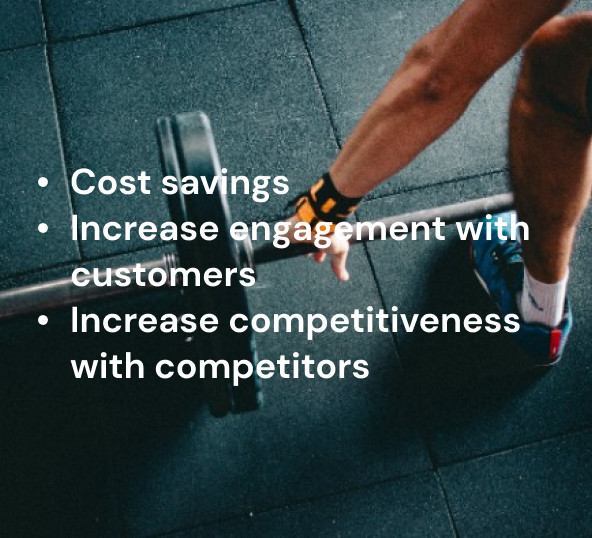 • Cost savings
• Increase engagement with
customers
• Increase competitiveness
with competitors